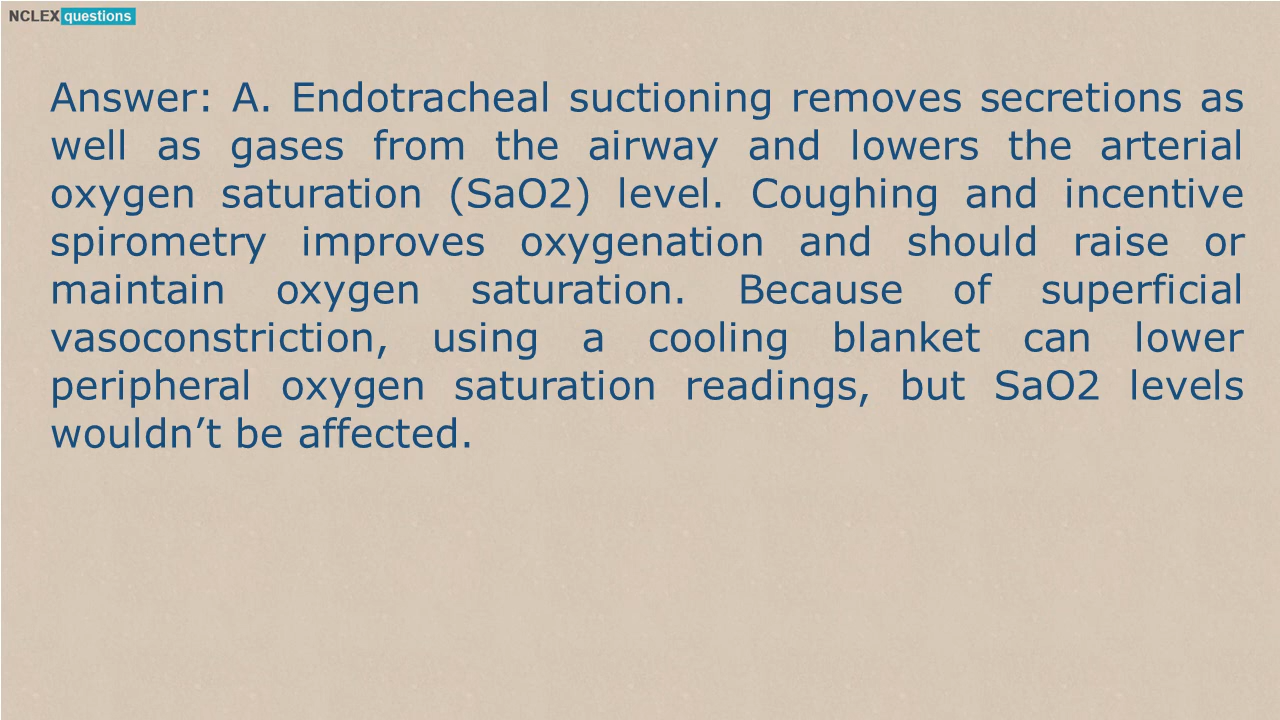 NCLEX questions
Answer: A. Endotracheal suctioning removes secretions as
well as gases from the airway and lowers the arterial
oxygen saturation (SaO2) level. Coughing and incentive
spirometry improves oxygenation and should raise or
maintain oxygen saturation. Because of superficial
vasoconstriction, using a cooling blanket can lower
peripheral oxygen saturation readings, but SaO2 levels
wouldn’t be affected.